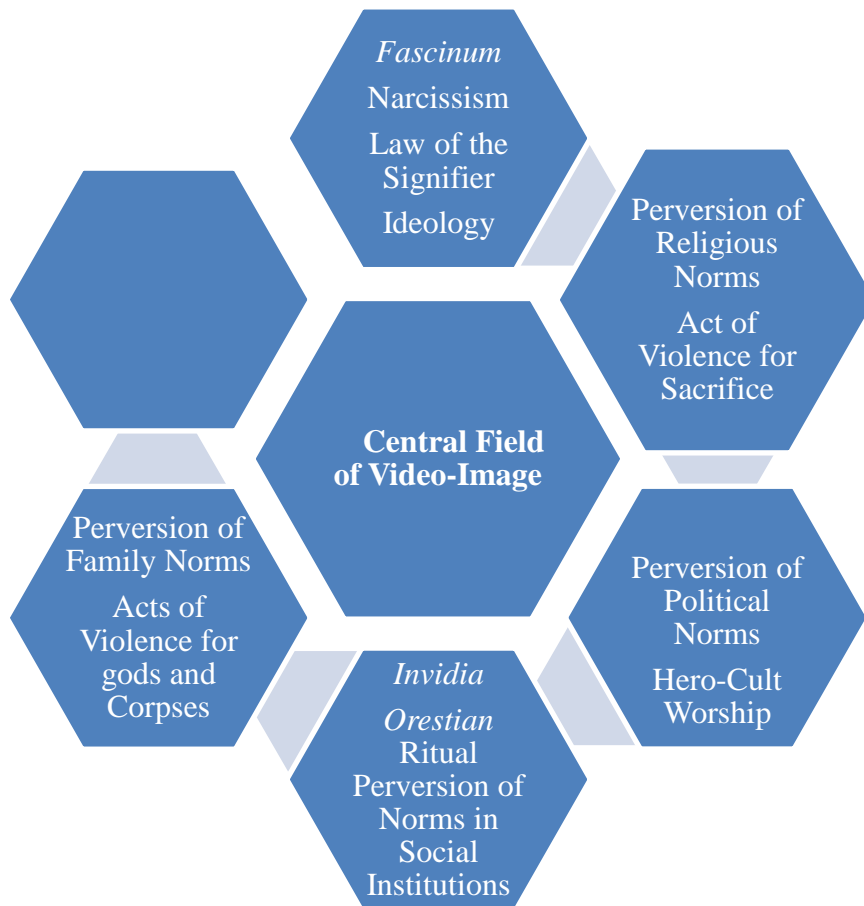 Fascinum
Narcissism
Law of the
Signifier
Ideology
Perversion of
Religious
Norms
Act of
Violence for
Sacrifice
Central Field
of Video-Image
Perversion of
Political
Norms
Hero-Cult
Worship
Invidia
Orestian
Ritual
Perversion of
Norms in
Social
Institutions
Perversion of
Family Norms
Acts of
Violence for
gods and
Corpses